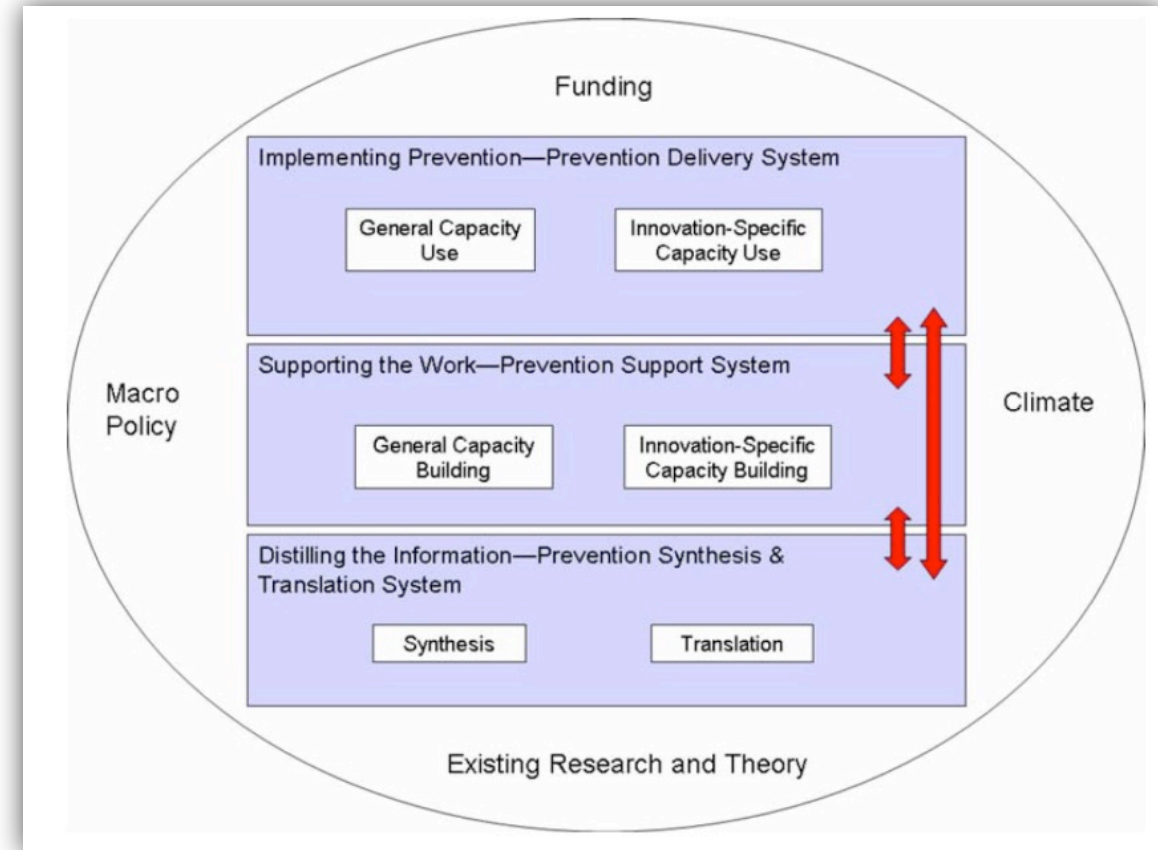 Funding
Implementing Prevention—Prevention Delivery System
General Capacity
Use
Innovation-Specific
Capacity Use
Supporting the Work—Prevention Support System
Macro
Policy
Climate
General Capacity
Building
Innovation-Specific
Capacity Building
Distilling the Information—Prevention Synthesis &
Translation System
Synthesis
Translation
Existing Research and Theory